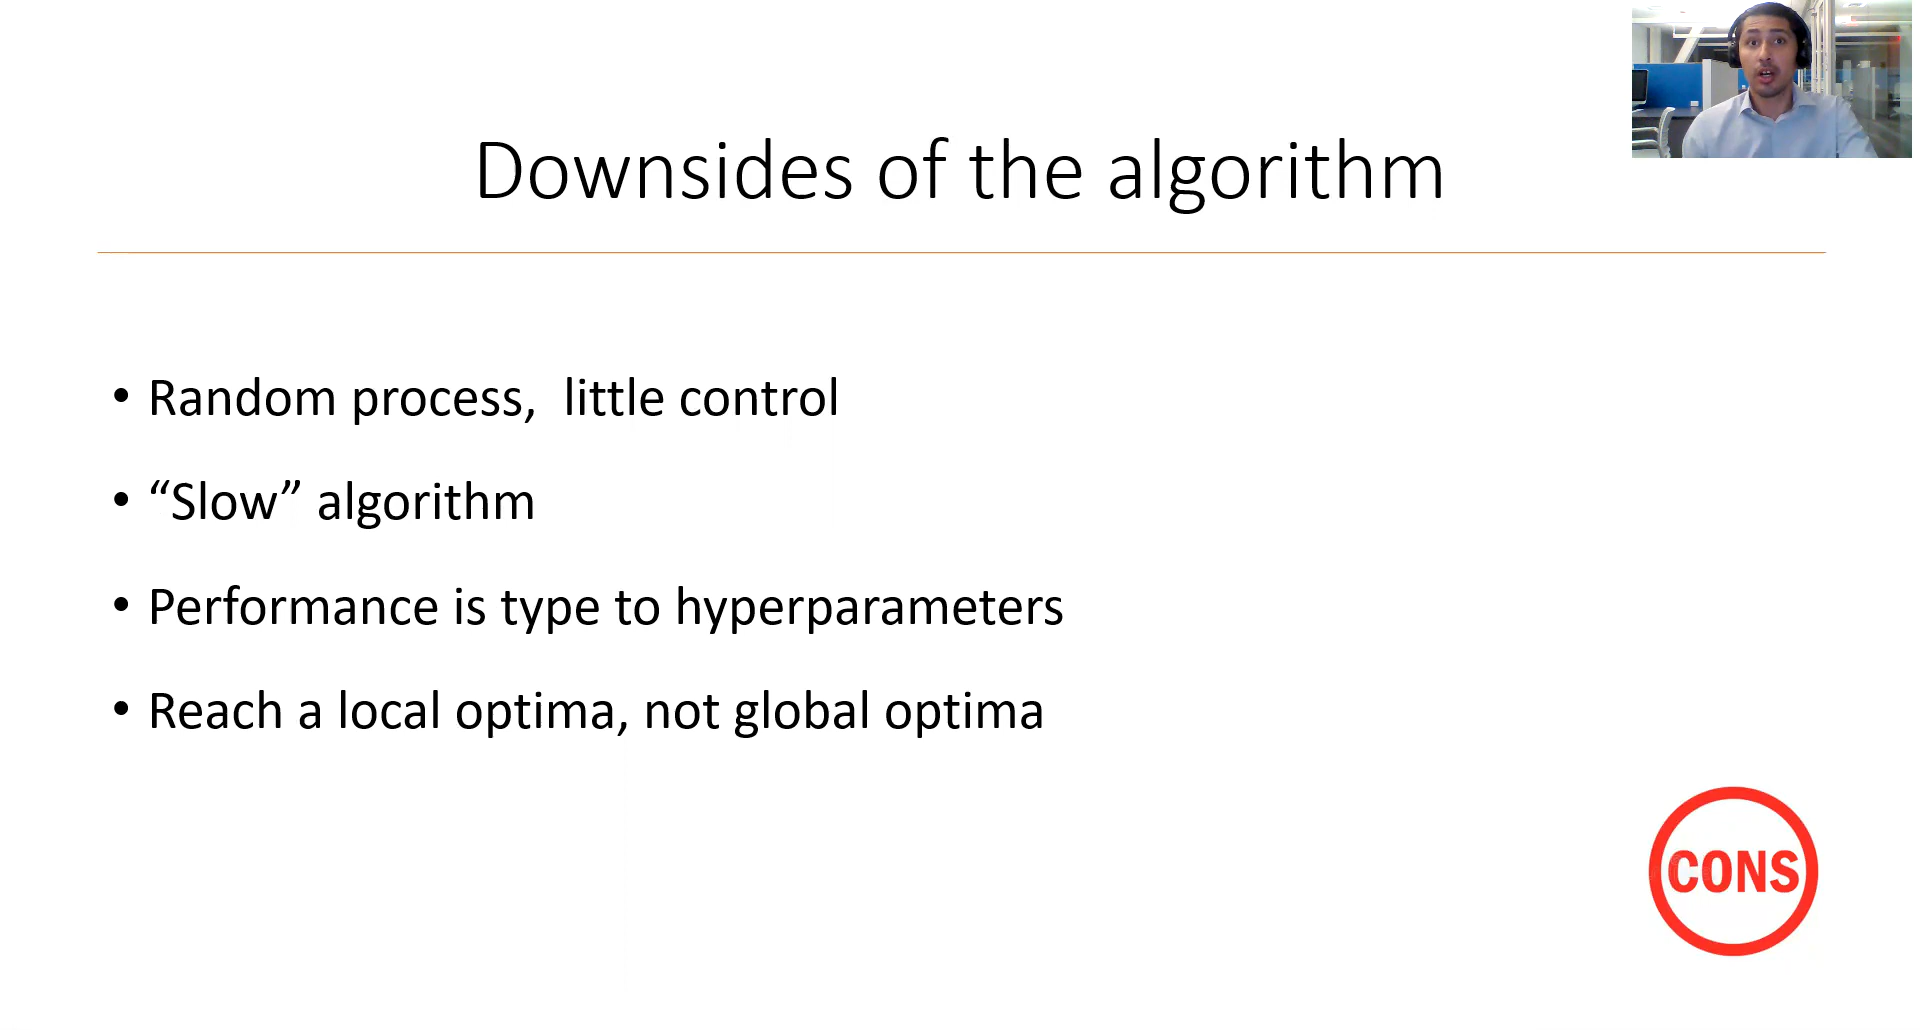 Downsides of the algorithm
• Random process,  little control
• “Slow” algorithm
• Performance is type to hyperparameters
• Reach a local optima, not global optima
CONS